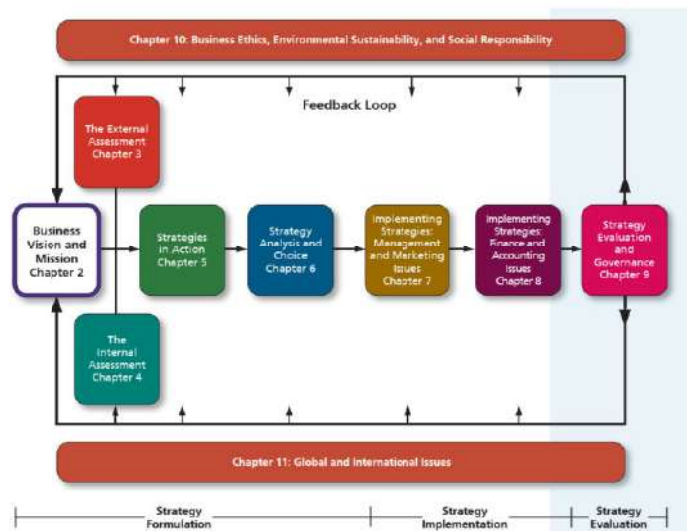 Chapter 10: Business Ethics, Environmental Sustainability, and Social Responsibility
Feedback Loop
The External
Assessment
Chapter 3
Business
Vision and
Mission
Chapter 2
Strategies
in Action
Chapter 5
Strategy
Analysis and
Choice
Chapter 6
Implementing
Strategies:
Management
and Marketing
Issues
Chapter 7
Implementing
Strategies:
Finance and
Accounting
Issues
Chapter 8
Strategy
Evaluation
and
Governance
Chapter 9
The
Internal
Assessment
Chapter 4
Chapter 11: Global and International Issues
Strategy
Formulation
Strategy
Implementation
Strategy
Evaluation